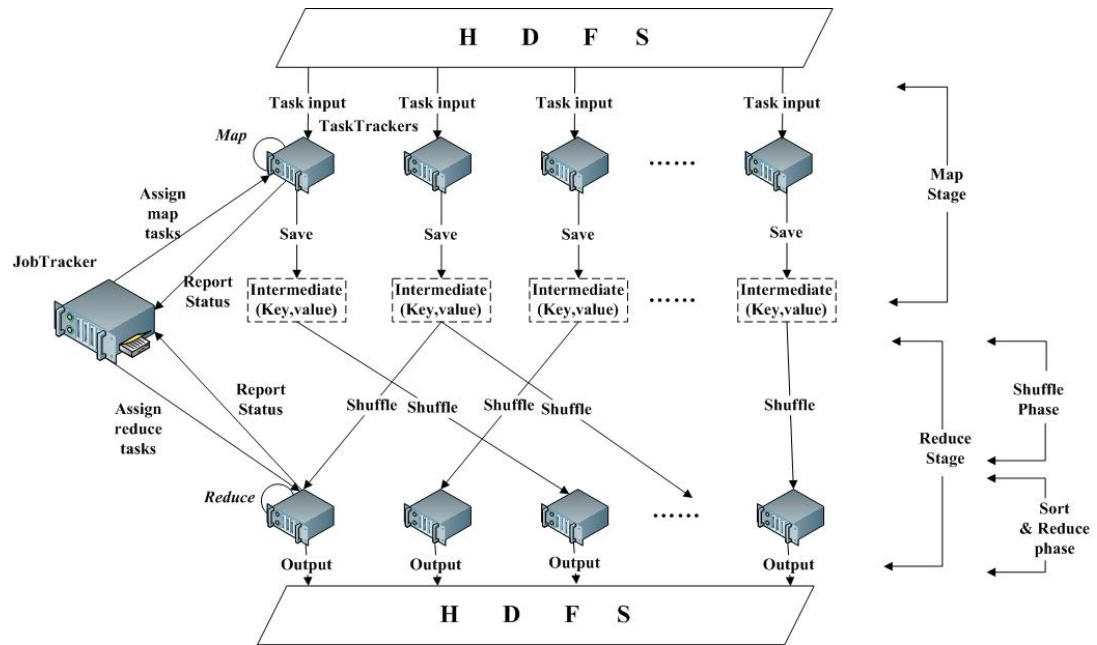 H D F S
Task input
Task input
Task input
Task input
TaskTrackers
Map
......
Map
Stage
Assign
map
tasks
Save
Save
Save
Save
JobTracker
Report
Status
Intermediate
(Key,value)
Intermediate
(Key,value)
Intermediate
(Key,value)
......
Intermediate
(Key,value)
Report
Status
Assign
reduce
tasks
Shuffle
Shuffle
Shuffle
Shuffle
Shuffle
Shuffle
Phase
Reduce
Stage
Reduce
......
Sort
& Reduce
phase
Output
Output
Output
Output
H D F S